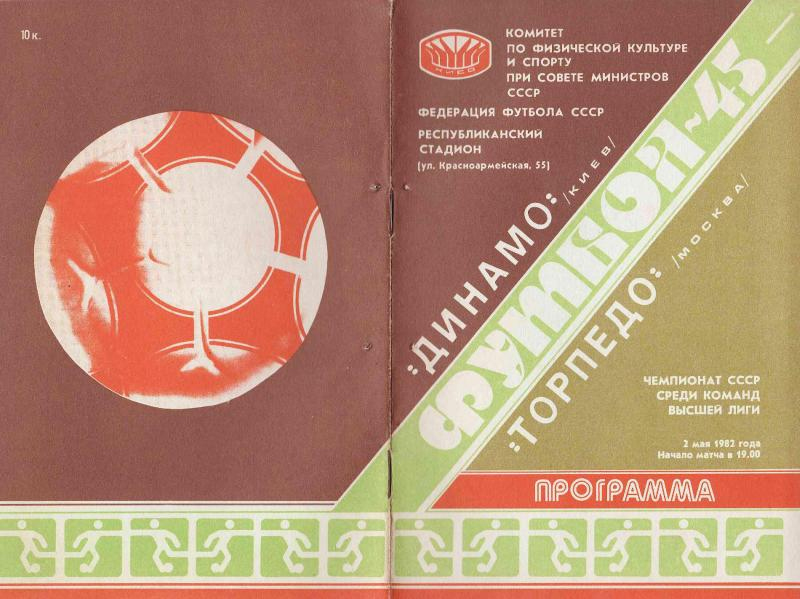 10 к.
КИЕВ
КОМИТЕТ
ПО ФИЗИЧЕСКОЙ КУЛЬТУРЕ
И СПОРТУ
ПРИ СОВЕТЕ МИНИСТРОВ
СССР
ФЕДЕРАЦИЯ ФУТБОЛА СССР
РЕСПУБЛИКАНСКИЙ
СТАДИОН
(ул. Красноармейская, 55)
:ДИНАМО: /КИЕВ/
ФУТБОЛ-45
:ТОРПЕДО: /МОСКВА/
ЧЕМПИОНАТ СССР
СРЕДИ КОМАНД
ВЫСШЕЙ ЛИГИ
2 мая 1982 года
Начало матча в 19.00
ПРОГРАММА